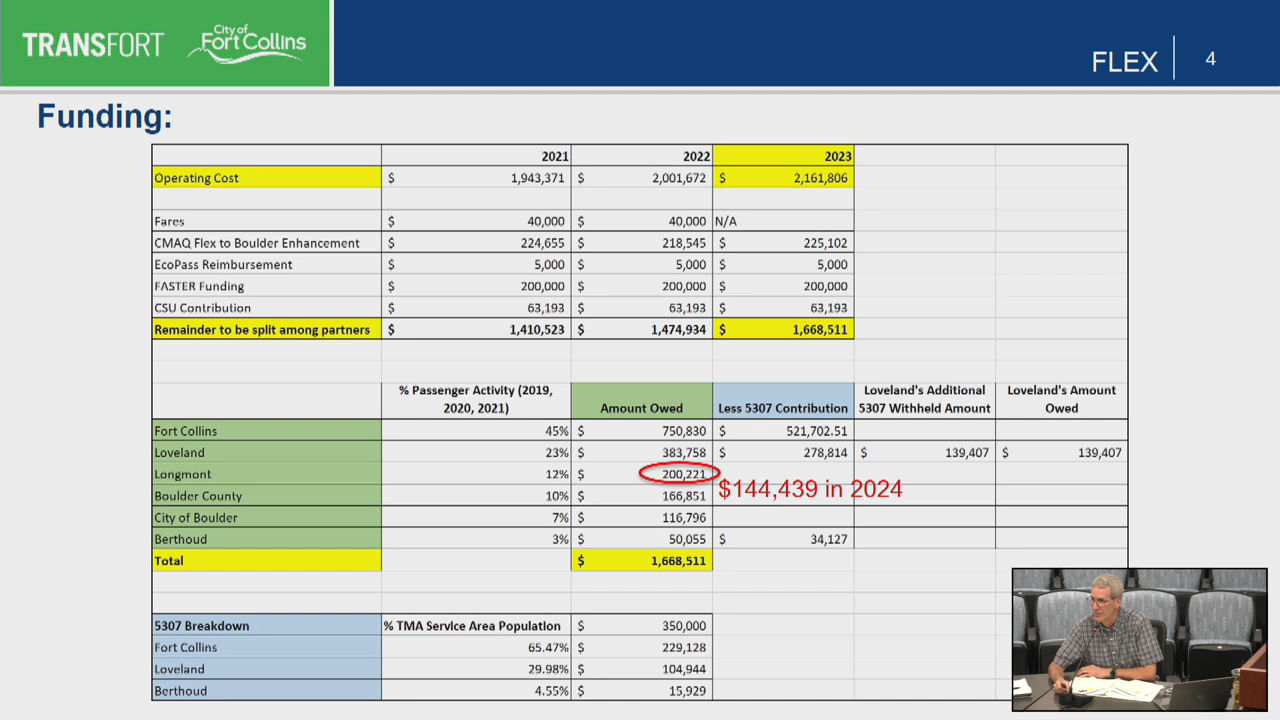 TRANSFORT City of Fort Collins
FLEX 4
Funding:
2021 2022 2023
Operating Cost $ 1,943,371 $ 2,001,672 $ 2,161,806
Fares $ 40,000 $ 40,000 N/A
CMAQ Flex to Boulder Enhancement $ 224,655 $ 218,545 $ 225,102
EcoPass Reimbursement $ 5,000 $ 5,000 $ 5,000
FASTER Funding $ 200,000 $ 200,000 $ 200,000
CSU Contribution $ 63,193 $ 63,193 $ 63,193
Remainder to be split among partners $ 1,410,523 $ 1,474,934 $ 1,668,511
% Passenger Activity (2019, Loveland's Additional Loveland's Amount
2020, 2021) Amount Owed Less 5307 Contribution 5307 Withheld Amount Owed
Fort Collins 45% $ 750,830 $ 521,702.51
Loveland 23% $ 383,758 $ 278,814 $ 139,407 $ 139,407
Longmont 12% $ 200,221
$144,439 in 2024
Boulder County 10% $ 166,851
City of Boulder 7% $ 116,796
Berthoud 3% $ 50,055 $ 34,127
Total $ 1,668,511
5307 Breakdown % TMA Service Area Population $ 350,000
Fort Collins 65.47% $ 229,128
Loveland 29.98% $ 104,944
Berthoud 4.55% $ 15,929